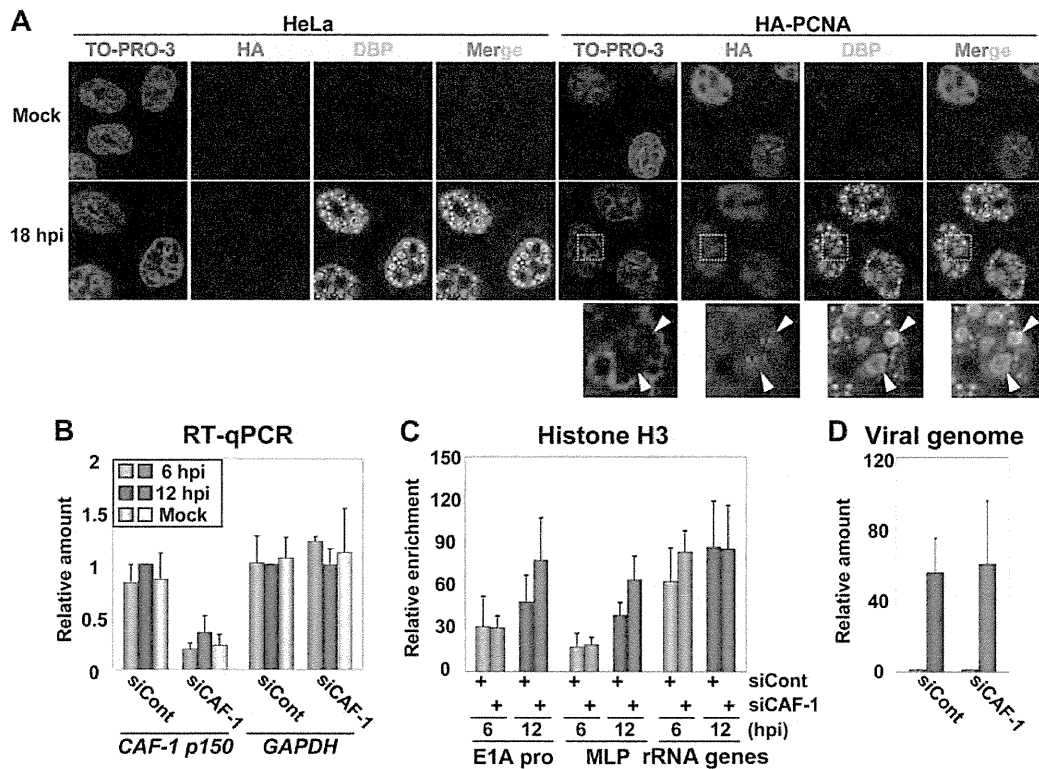 A
HeLa HA-PCNA
TO-PRO-3 HA DBP Merge TO-PRO-3 HA DBP Merge
Mock
18 hpi
B RT-qPCR
Relative amount
2
1.5
1
0.5
0
6 hpi
12 hpi
Mock
siCont siCAF-1 siCont siCAF-1
CAF-1 p150 GAPDH
C Histone H3
Relative enrichment
150
120
90
60
30
0
+ + + + + + siCont
+ + + + + + siCAF-1
6 12 6 12 6 12 (hpi)
E1A pro MLP rRNA genes
D Viral genome
Relative amount
120
80
40
0
siCont siCAF-1